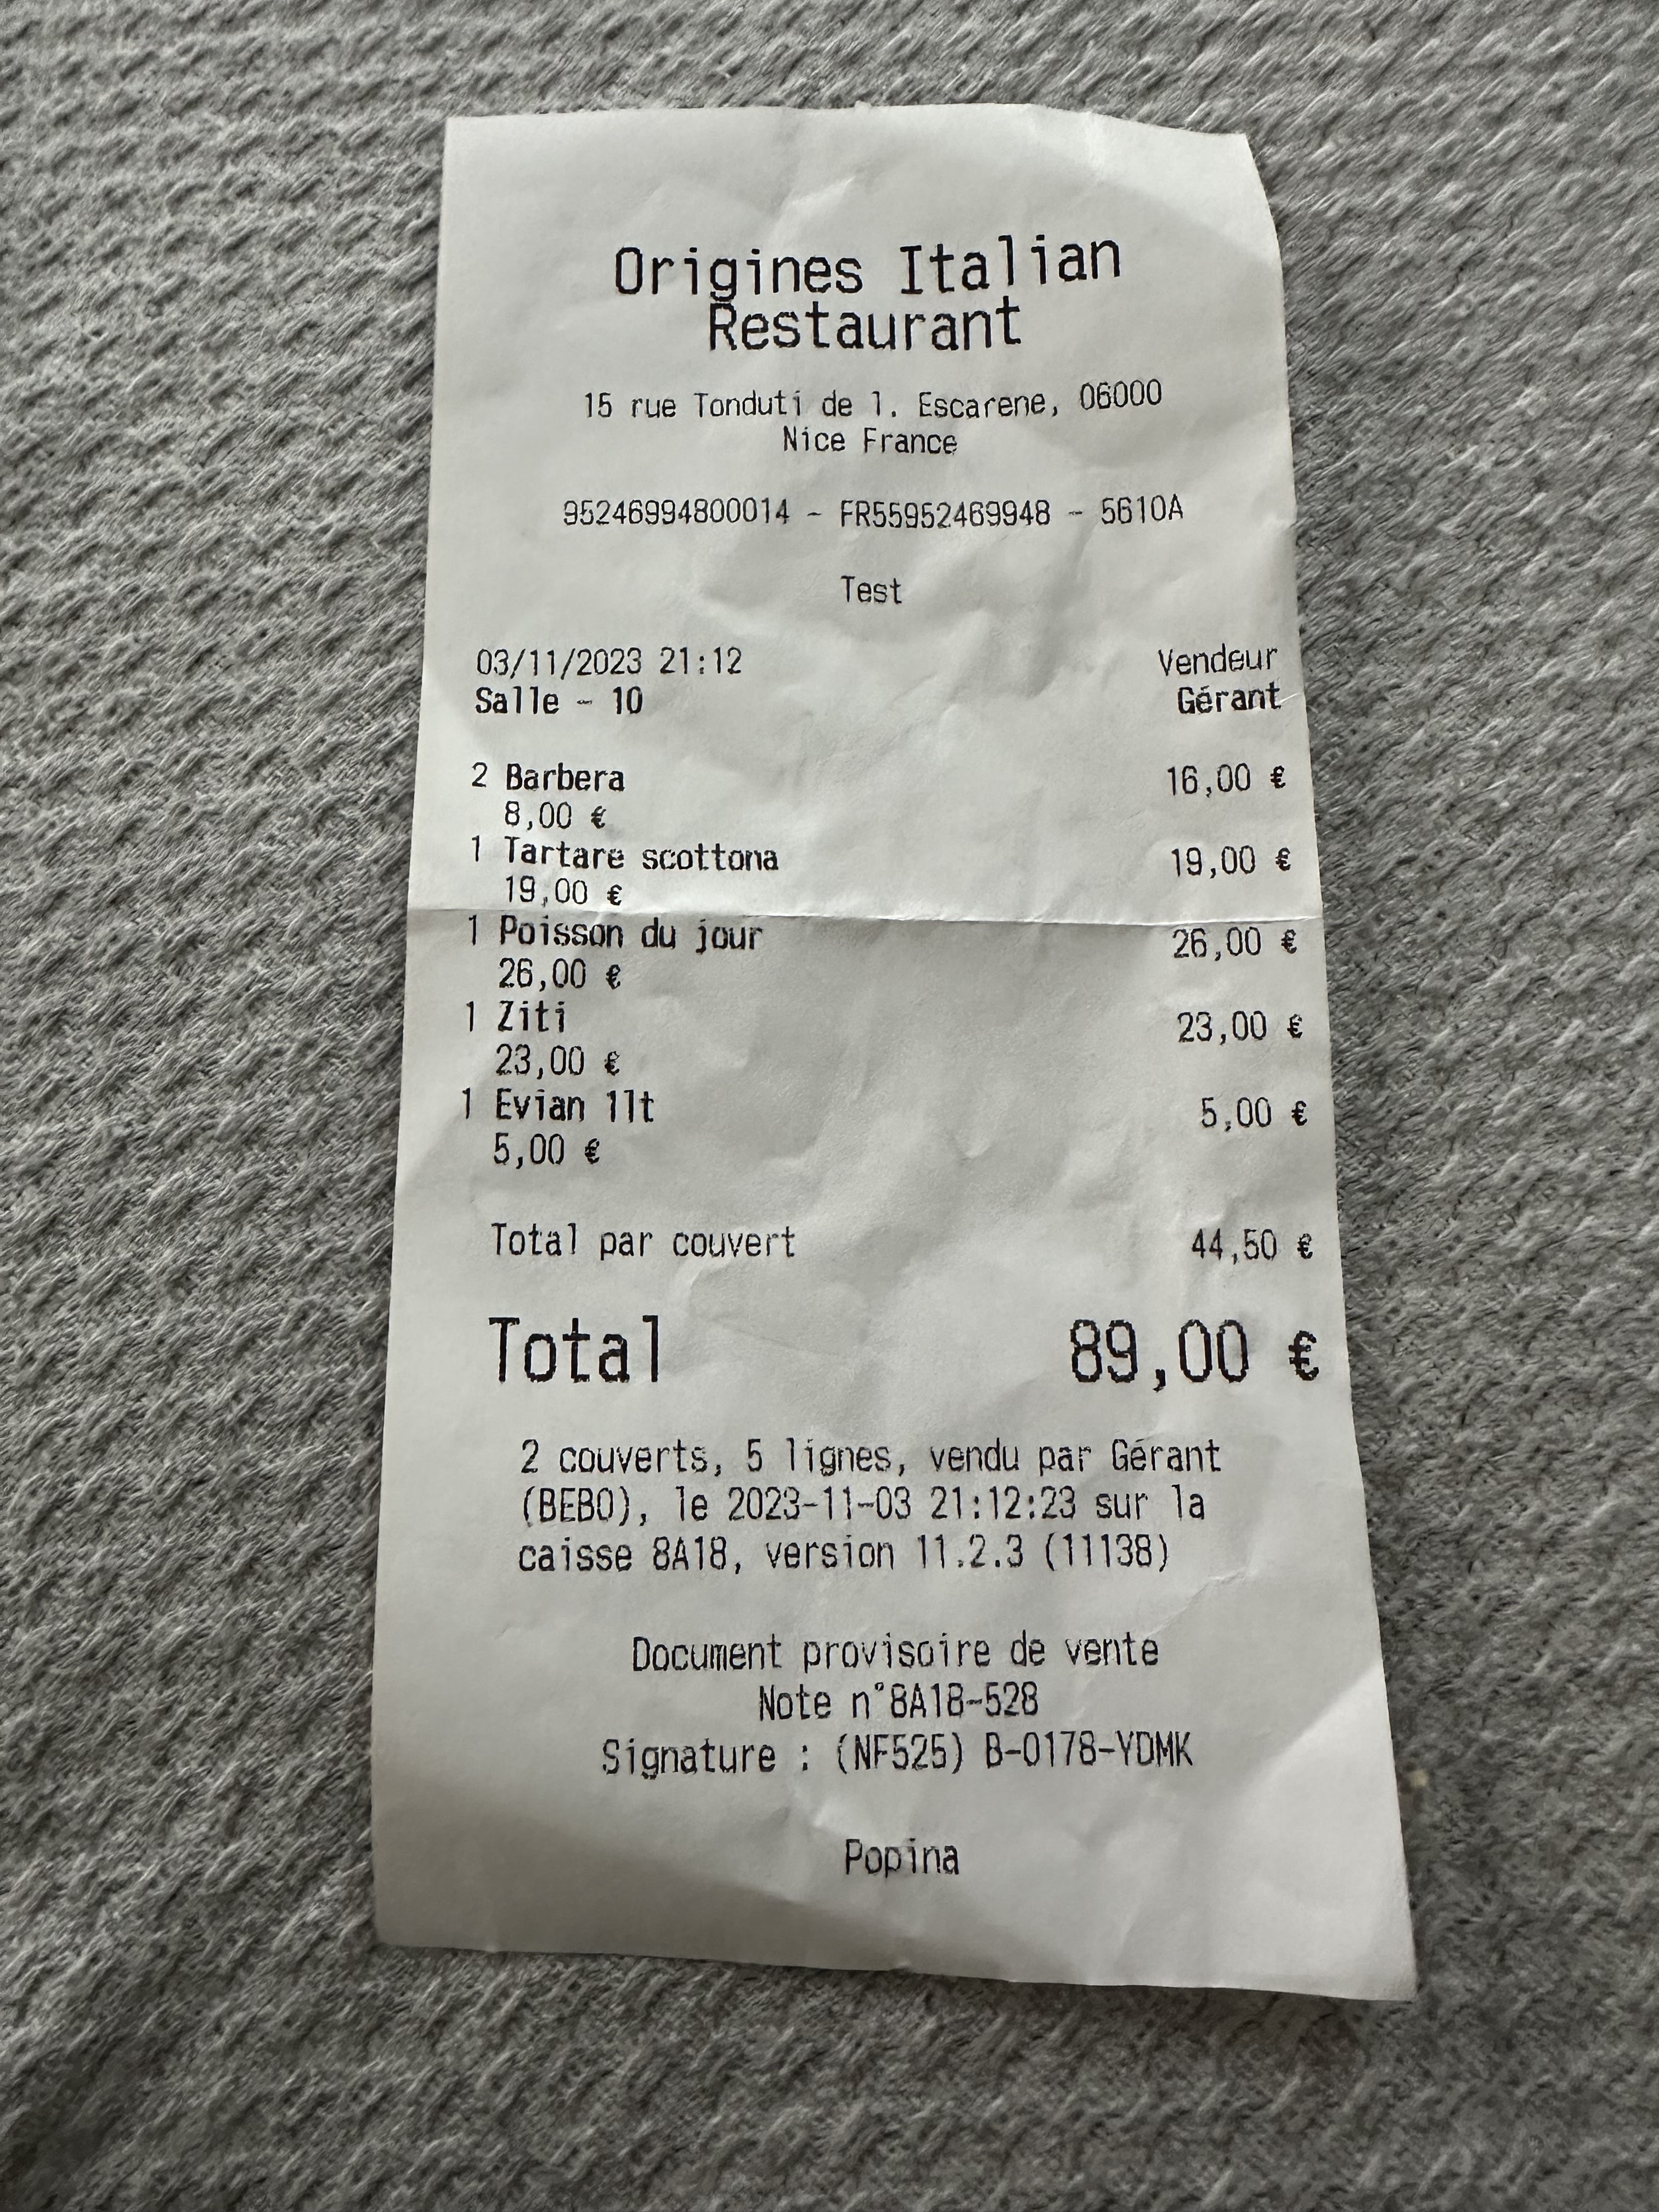 Origines Italian
Restaurant
15 rue Tonduti de l. Escarene, 06000
Nice France
95246994800014 - FR55952469948 - 5610A
Test
03/11/2023 21:12 Vendeur
Salle - 10 Gérant
2 Barbera 16,00 €
8,00 €
1 Tartare scottona 19,00 €
19,00 €
1 Poisson du jour 26,00 €
26,00 €
1 Ziti 23,00 €
23,00 €
1 Evian 1lt 5,00 €
5,00 €
Total par couvert 44,50 €
Total 89,00 €
2 couverts, 5 lignes, vendu par Gérant
(BEBO), le 2023-11-03 21:12:23 sur la
caisse 8A18, version 11.2.3 (11138)
Document provisoire de vente
Note n°8A18-528
Signature : (NF525) B-0178-YDMK
Popina